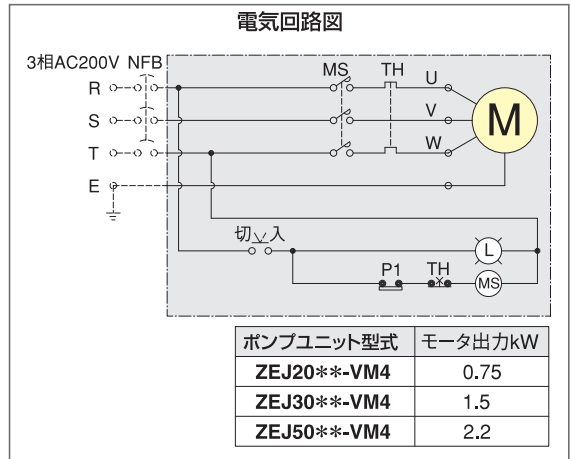 電気回路図
3相AC200V NFB
MS TH U
R
S V
M
T W
E
切 入
L
P1 TH
MS
ポンプユニット型式 モータ出力kW
ZEJ20**-VM4 0.75
ZEJ30**-VM4 1.5
ZEJ50**-VM4 2.2